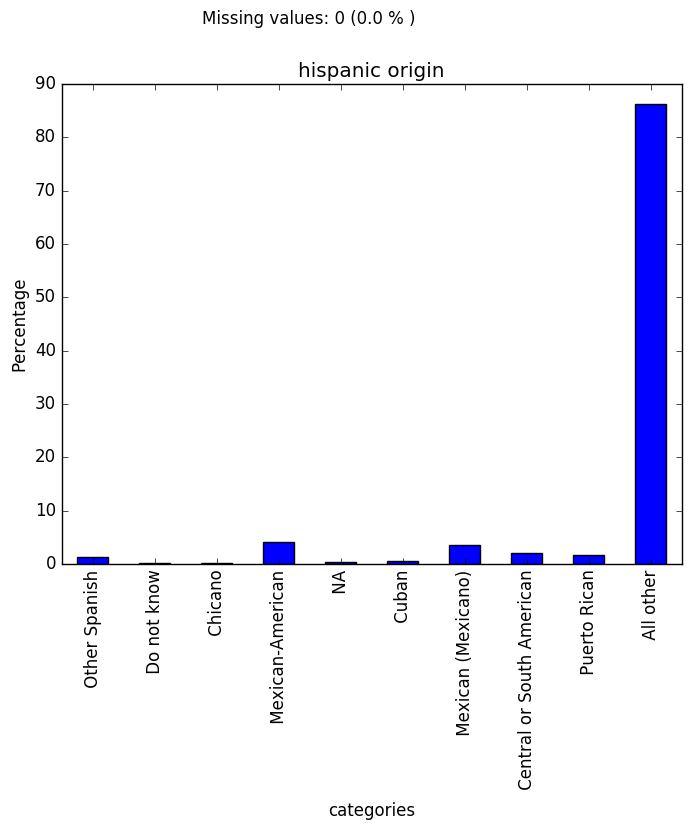 Missing values: 0 (0.0 % )
hispanic origin
90
80
70
60
50
40
30
20
10
0
Percentage
Other Spanish
Do not know
Chicano
Mexican-American
NA
Cuban
Mexican (Mexicano)
Central or South American
Puerto Rican
All other
categories